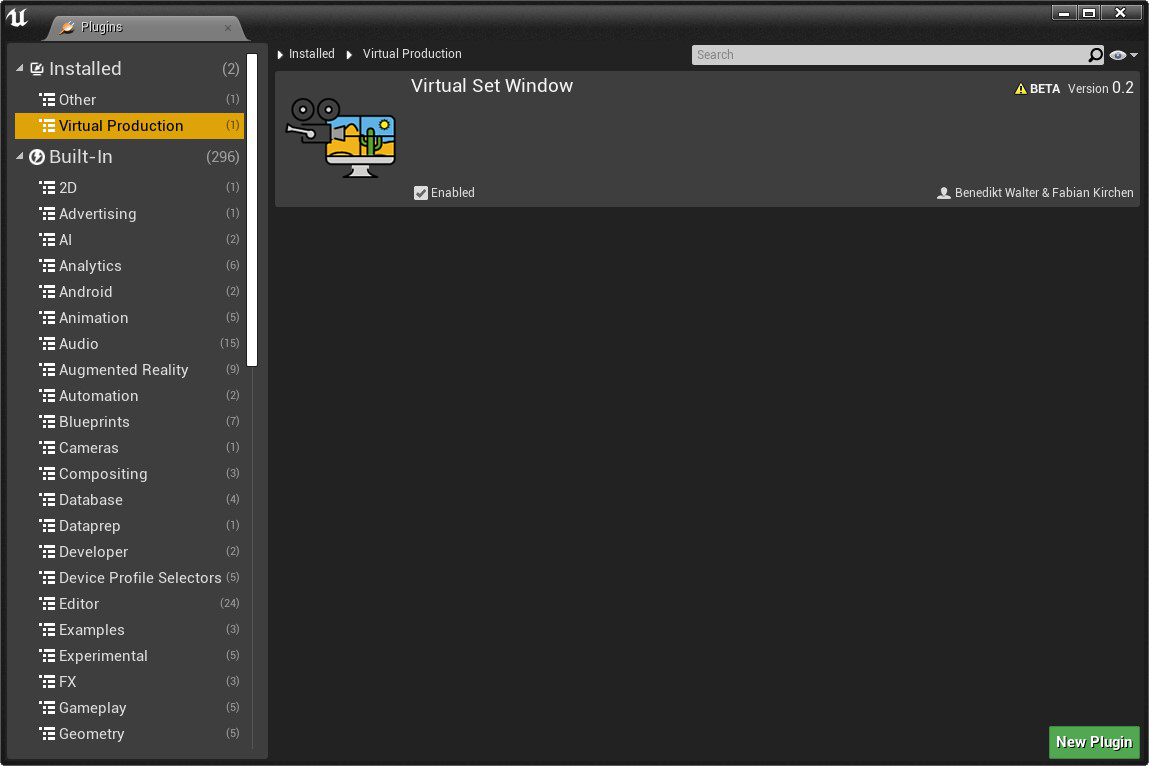 Plugins
Installed (2)
Other (1)
Virtual Production (1)
Built-In (296)
2D (1)
Advertising (1)
AI (2)
Analytics (6)
Android (2)
Animation (5)
Audio (15)
Augmented Reality (9)
Automation (2)
Blueprints (7)
Cameras (1)
Compositing (3)
Database (4)
Dataprep (1)
Developer (2)
Device Profile Selectors (5)
Editor (24)
Examples (3)
Experimental (5)
FX (3)
Gameplay (5)
Geometry (5)
Installed Virtual Production
Search
Virtual Set Window
BETA Version 0.2
Enabled
Benedikt Walter & Fabian Kirchen
New Plugin